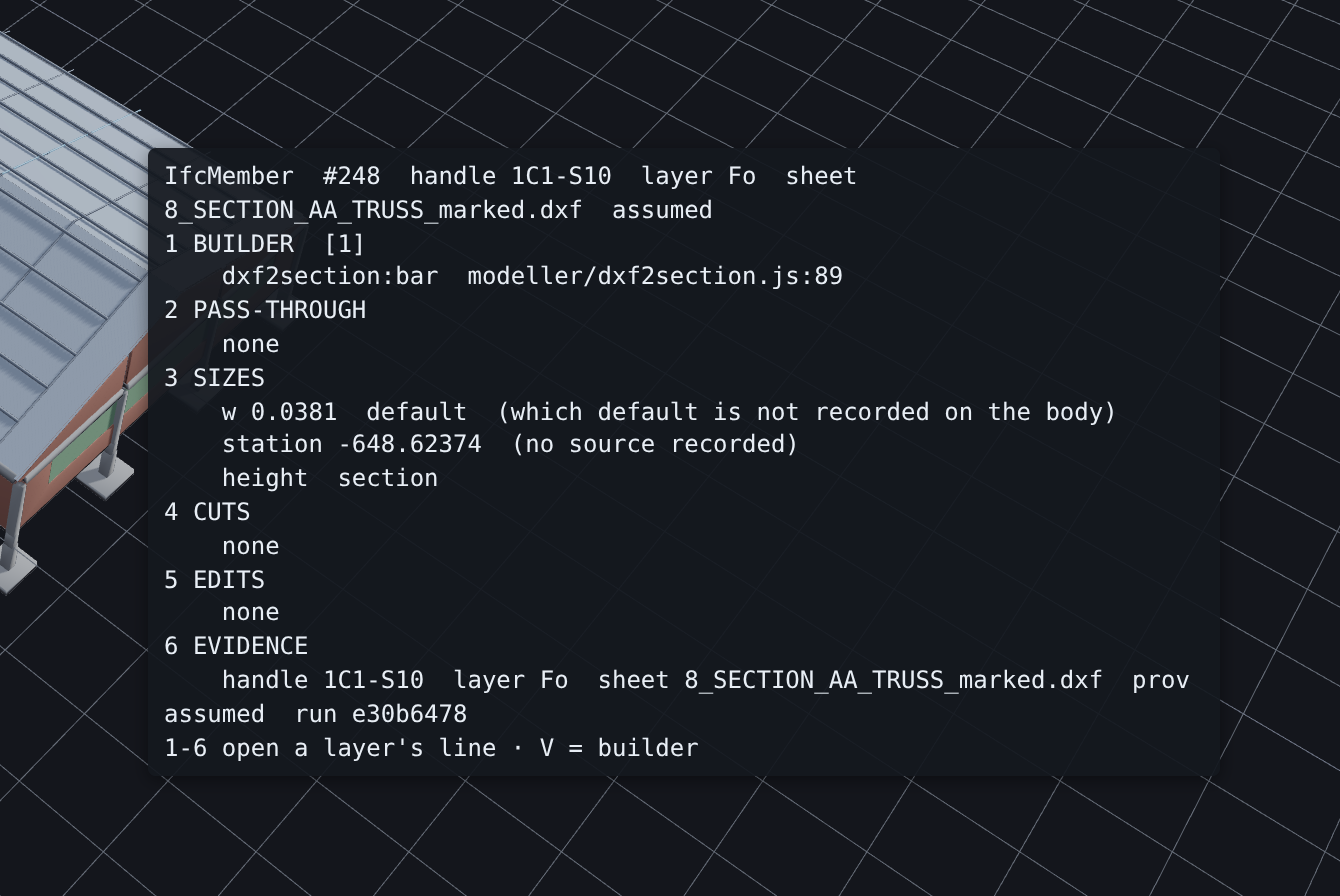 IfcMember  #248  handle 1C1-S10  layer Fo  sheet
8_SECTION_AA_TRUSS_marked.dxf  assumed
1 BUILDER  [1]
    dxf2section:bar  modeller/dxf2section.js:89
2 PASS-THROUGH
    none
3 SIZES
    w 0.0381  default  (which default is not recorded on the body)
    station -648.62374  (no source recorded)
    height  section
4 CUTS
    none
5 EDITS
    none
6 EVIDENCE
    handle 1C1-S10  layer Fo  sheet 8_SECTION_AA_TRUSS_marked.dxf  prov
assumed  run e30b6478
1-6 open a layer's line · V = builder